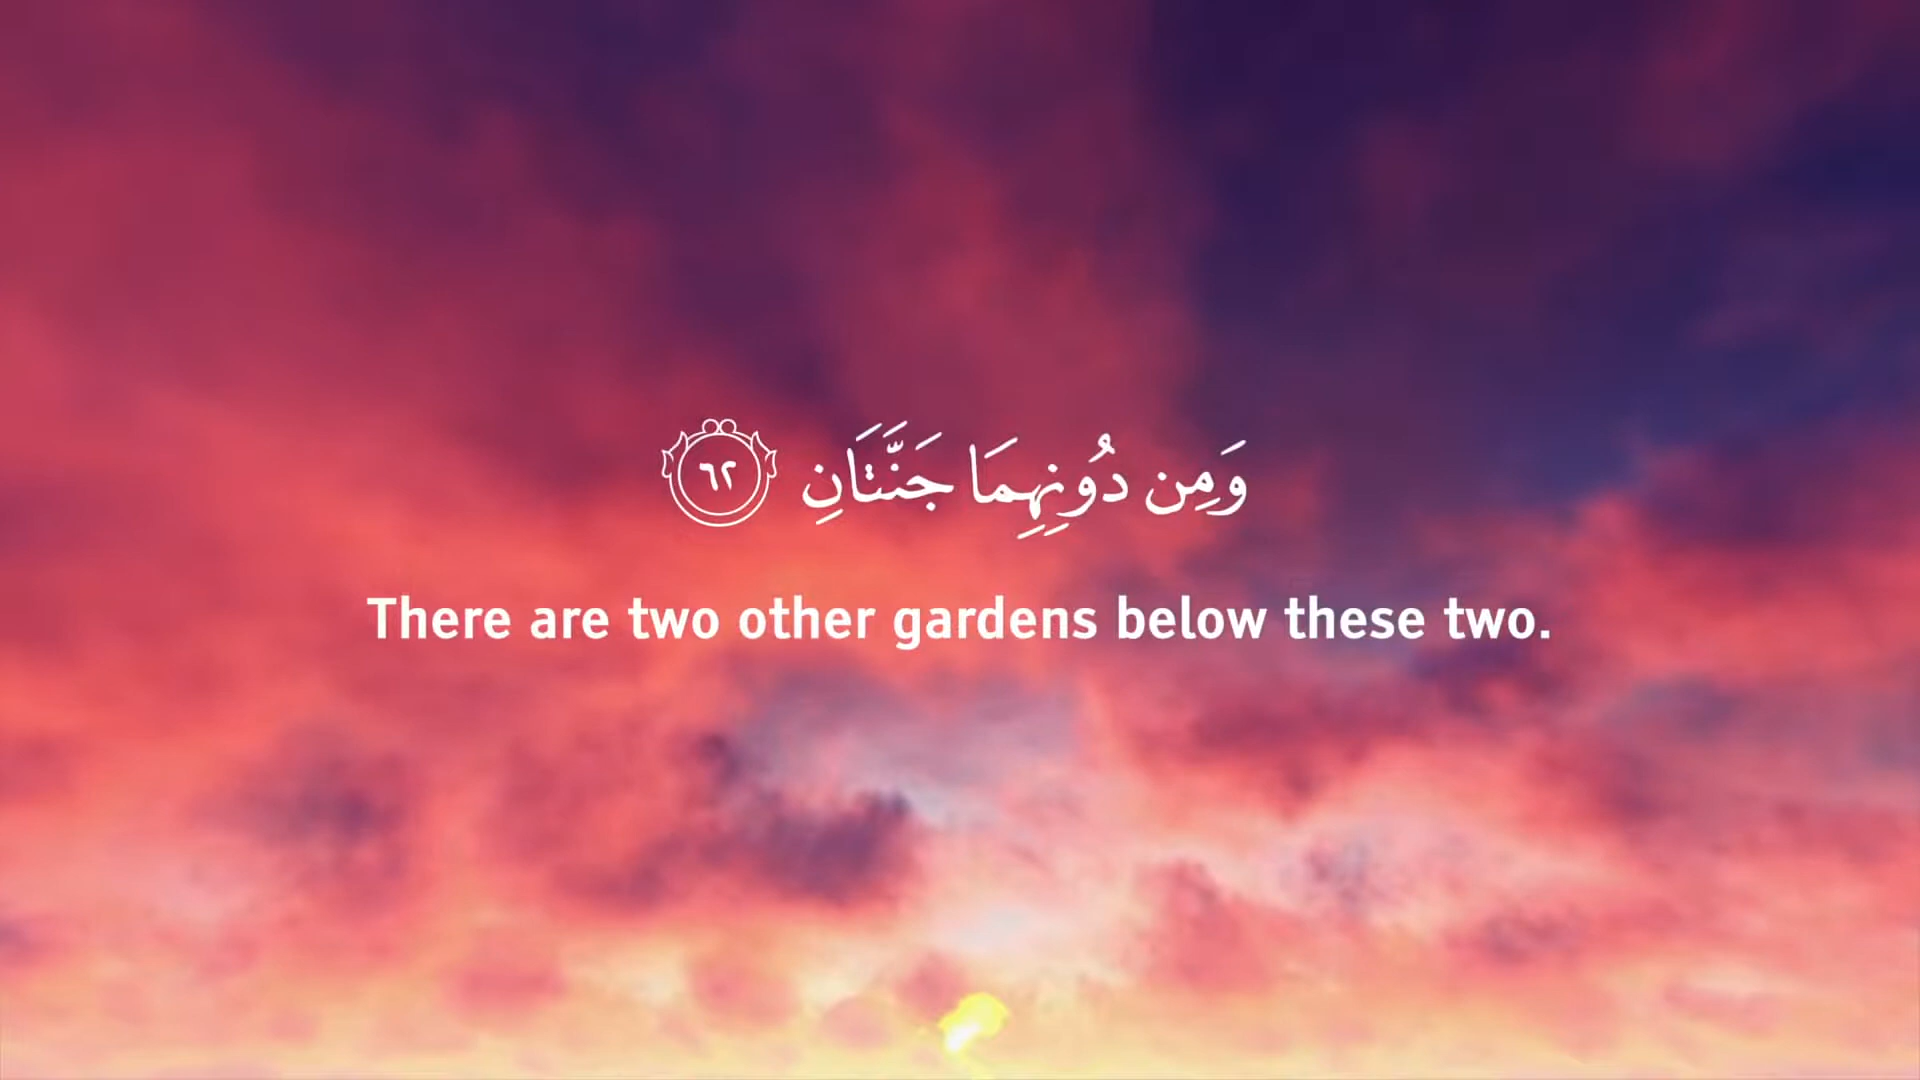 وَمِن دُونِهِمَا جَنَّتَانِ ٦٢
There are two other gardens below these two.